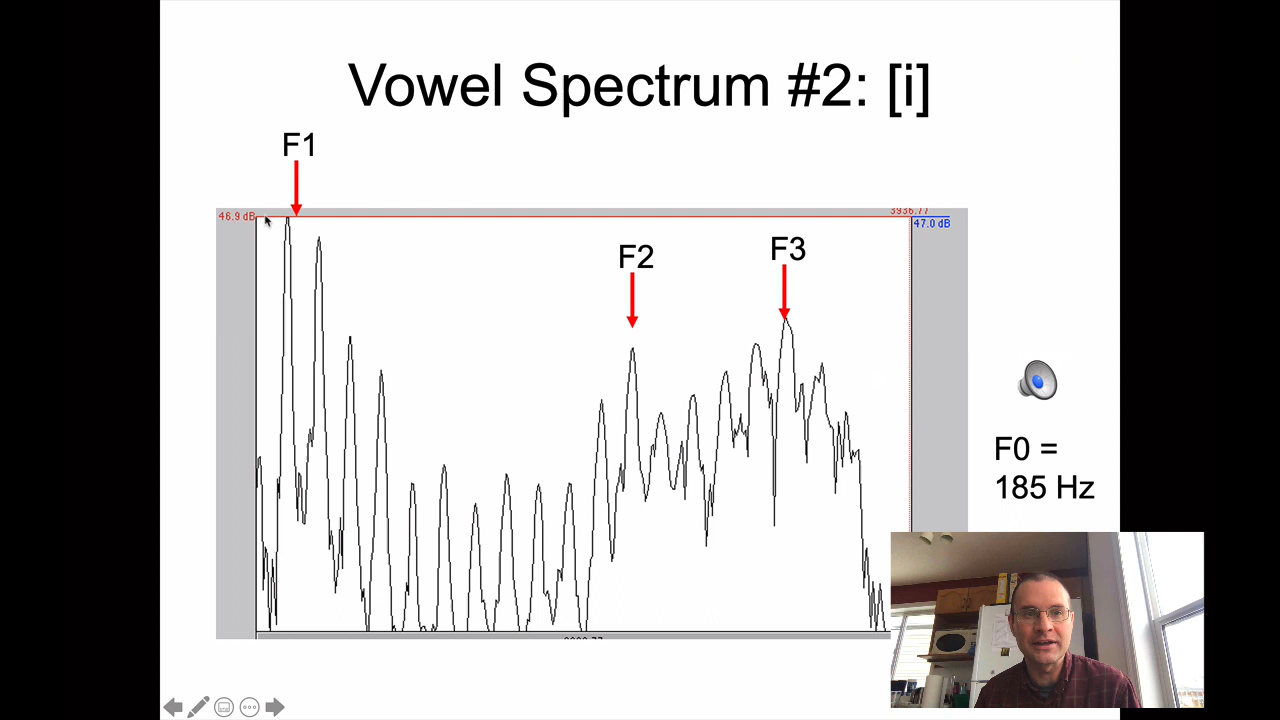 Vowel Spectrum #2: [i]
F1
46.9 dB
3936.77
47.0 dB
F2
F3
F0 =
185 Hz